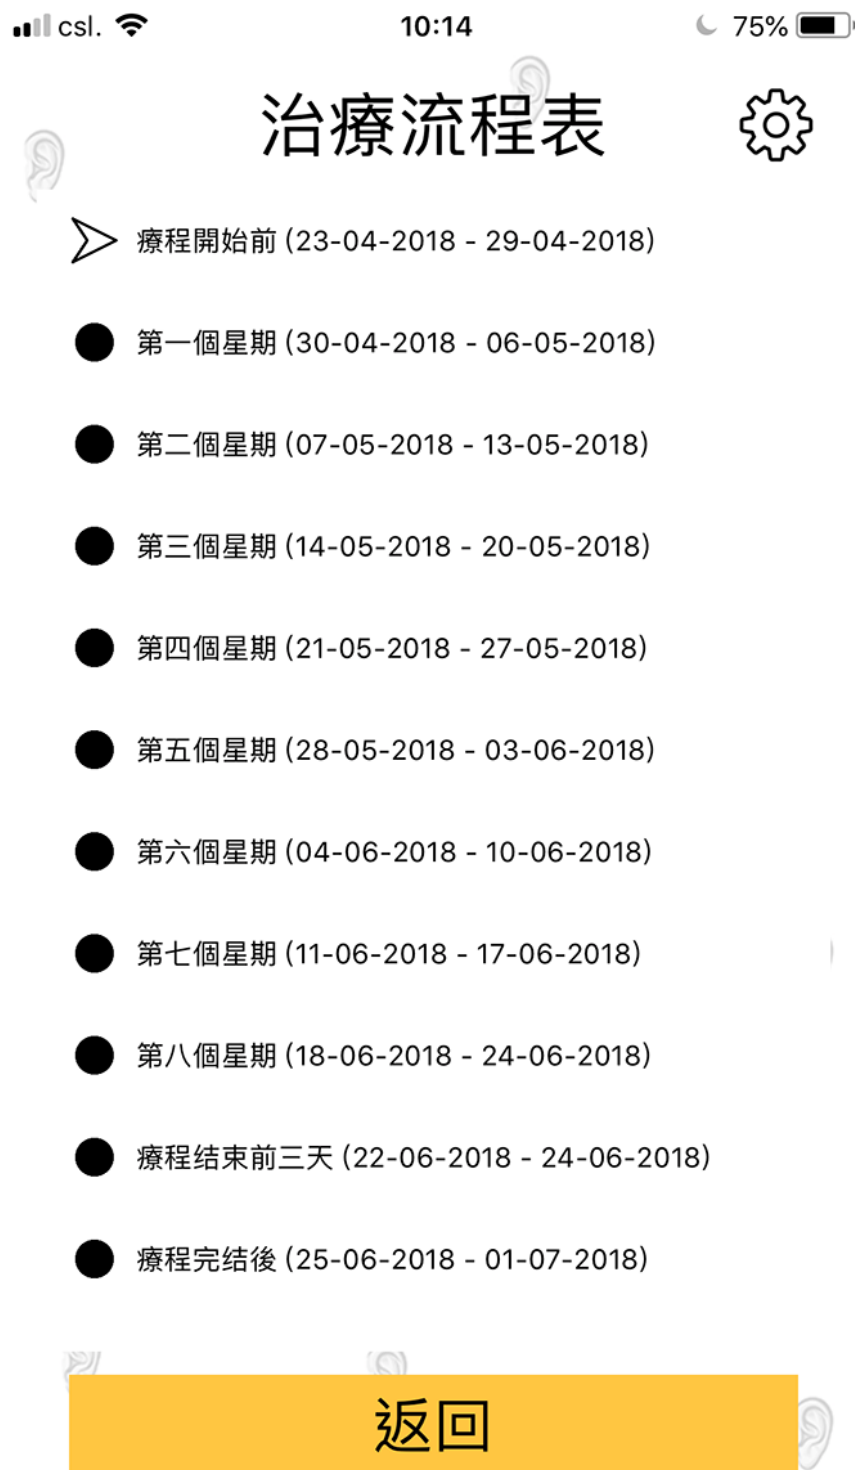 csl. 10:14 75%
治療流程表
療程開始前 (23-04-2018 - 29-04-2018)
第一個星期 (30-04-2018 - 06-05-2018)
第二個星期 (07-05-2018 - 13-05-2018)
第三個星期 (14-05-2018 - 20-05-2018)
第四個星期 (21-05-2018 - 27-05-2018)
第五個星期 (28-05-2018 - 03-06-2018)
第六個星期 (04-06-2018 - 10-06-2018)
第七個星期 (11-06-2018 - 17-06-2018)
第八個星期 (18-06-2018 - 24-06-2018)
療程结束前三天 (22-06-2018 - 24-06-2018)
療程完结後 (25-06-2018 - 01-07-2018)
返回